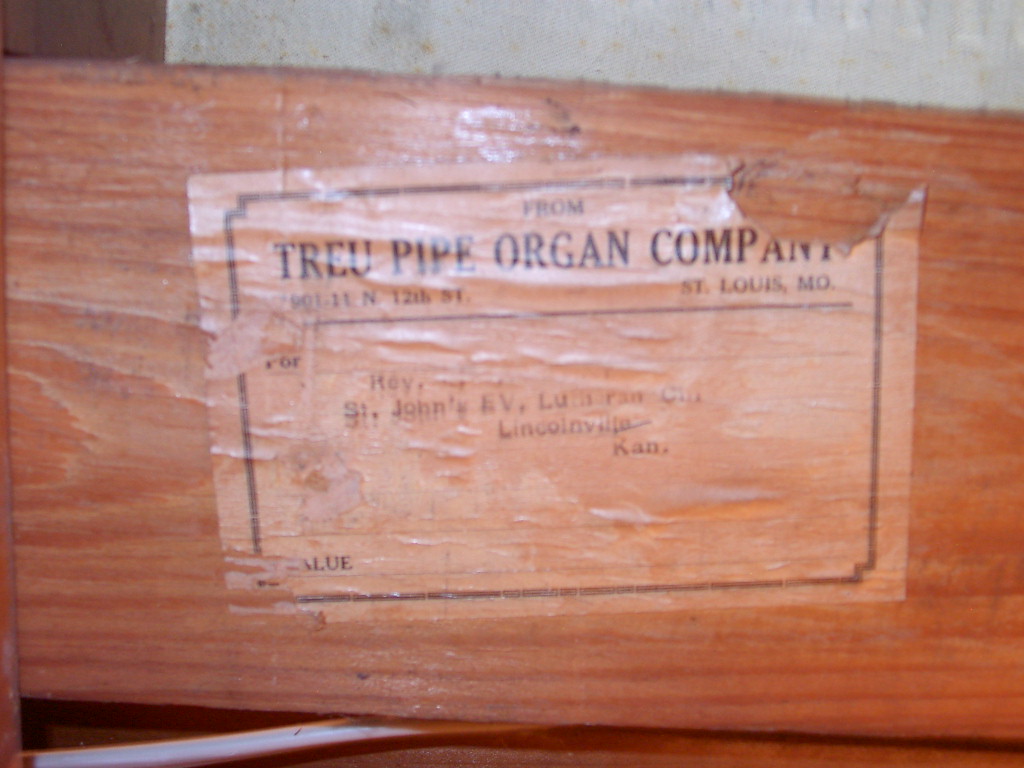 FROM
TREU PIPE ORGAN COMPANY
12th ST. ST. LOUIS, MO.
For
Rev.
St. John's EV. Lutheran Ch.
Lincolnville
Kan.
VALUE